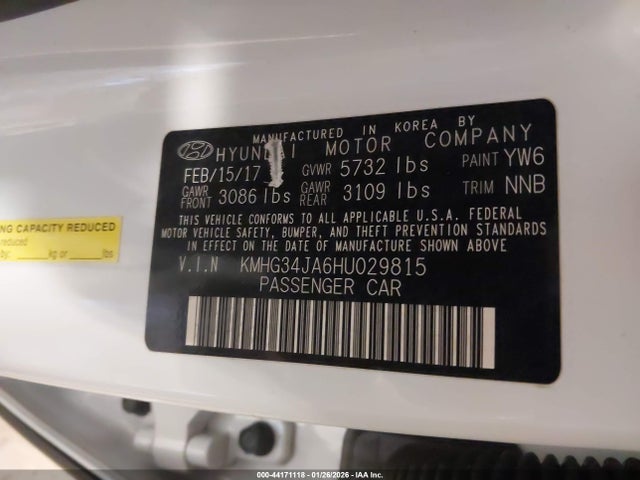 MANUFACTURED IN KOREA BY
HYUNDAI MOTOR COMPANY
FEB/15/17 GVWR 5732 lbs PAINT YW6
GAWR FRONT 3086 lbs GAWR REAR 3109 lbs TRIM NNB
THIS VEHICLE CONFORMS TO ALL APPLICABLE U.S.A. FEDERAL
MOTOR VEHICLE SAFETY, BUMPER, AND THEFT PREVENTION STANDARDS
IN EFFECT ON THE DATE OF MANUFACTURE SHOWN ABOVE
V.I.N KMHG34JA6HU029815
PASSENGER CAR
NG CAPACITY REDUCED
reduced
by: kg or lbs
000-44171118 - 01/26/2026 - IAA Inc.